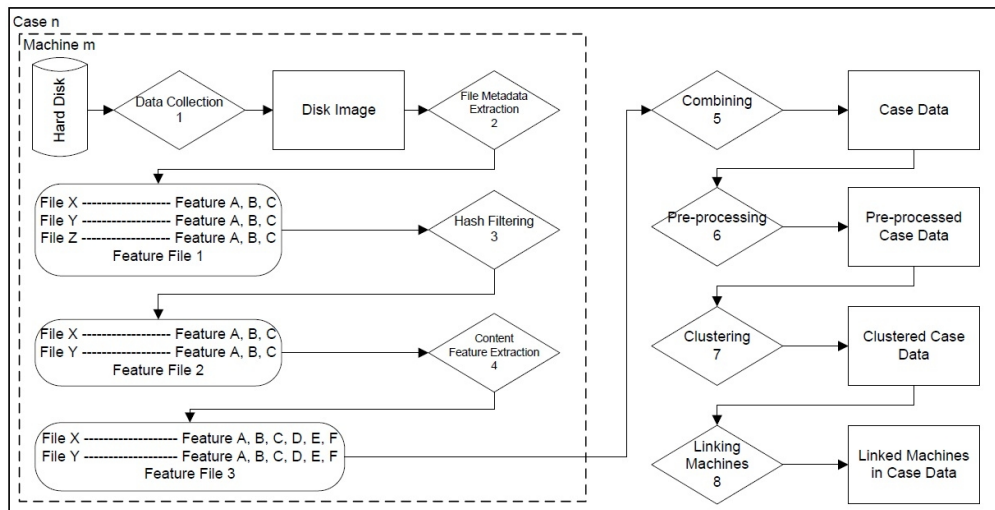 Case n
Machine m
Hard Disk
Data Collection
1
Disk Image
File Metadata
Extraction
2
File X ------------------- Feature A, B, C
File Y ------------------- Feature A, B, C
File Z ------------------- Feature A, B, C
Feature File 1
Hash Filtering
3
File X ------------------- Feature A, B, C
File Y ------------------- Feature A, B, C
Feature File 2
Content
Feature Extraction
4
File X ------------------- Feature A, B, C, D, E, F
File Y ------------------- Feature A, B, C, D, E, F
Feature File 3
Combining
5
Case Data
Pre-processing
6
Pre-processed
Case Data
Clustering
7
Clustered Case
Data
Linking
Machines
8
Linked Machines
in Case Data